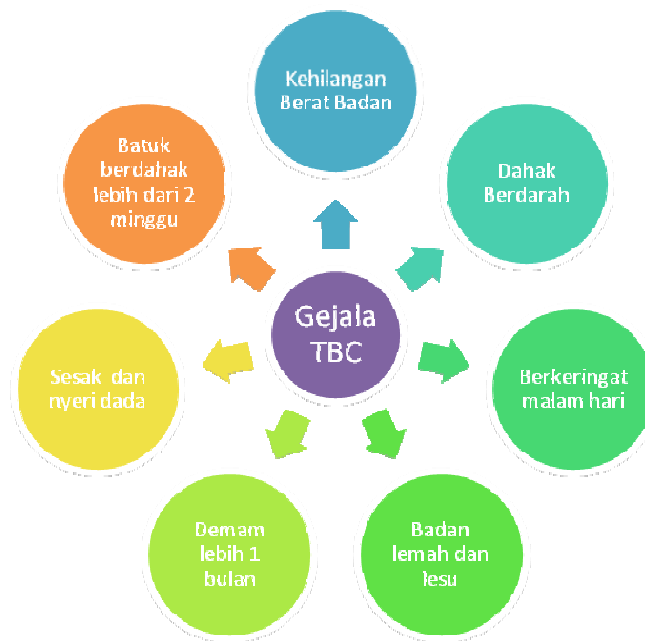 Gejala
TBC
Kehilangan
Berat Badan
Dahak
Berdarah
Berkeringat
malam hari
Badan
lemah dan
lesu
Demam
lebih 1
bulan
Sesak dan
nyeri dada
Batuk
berdahak
lebih dari 2
minggu